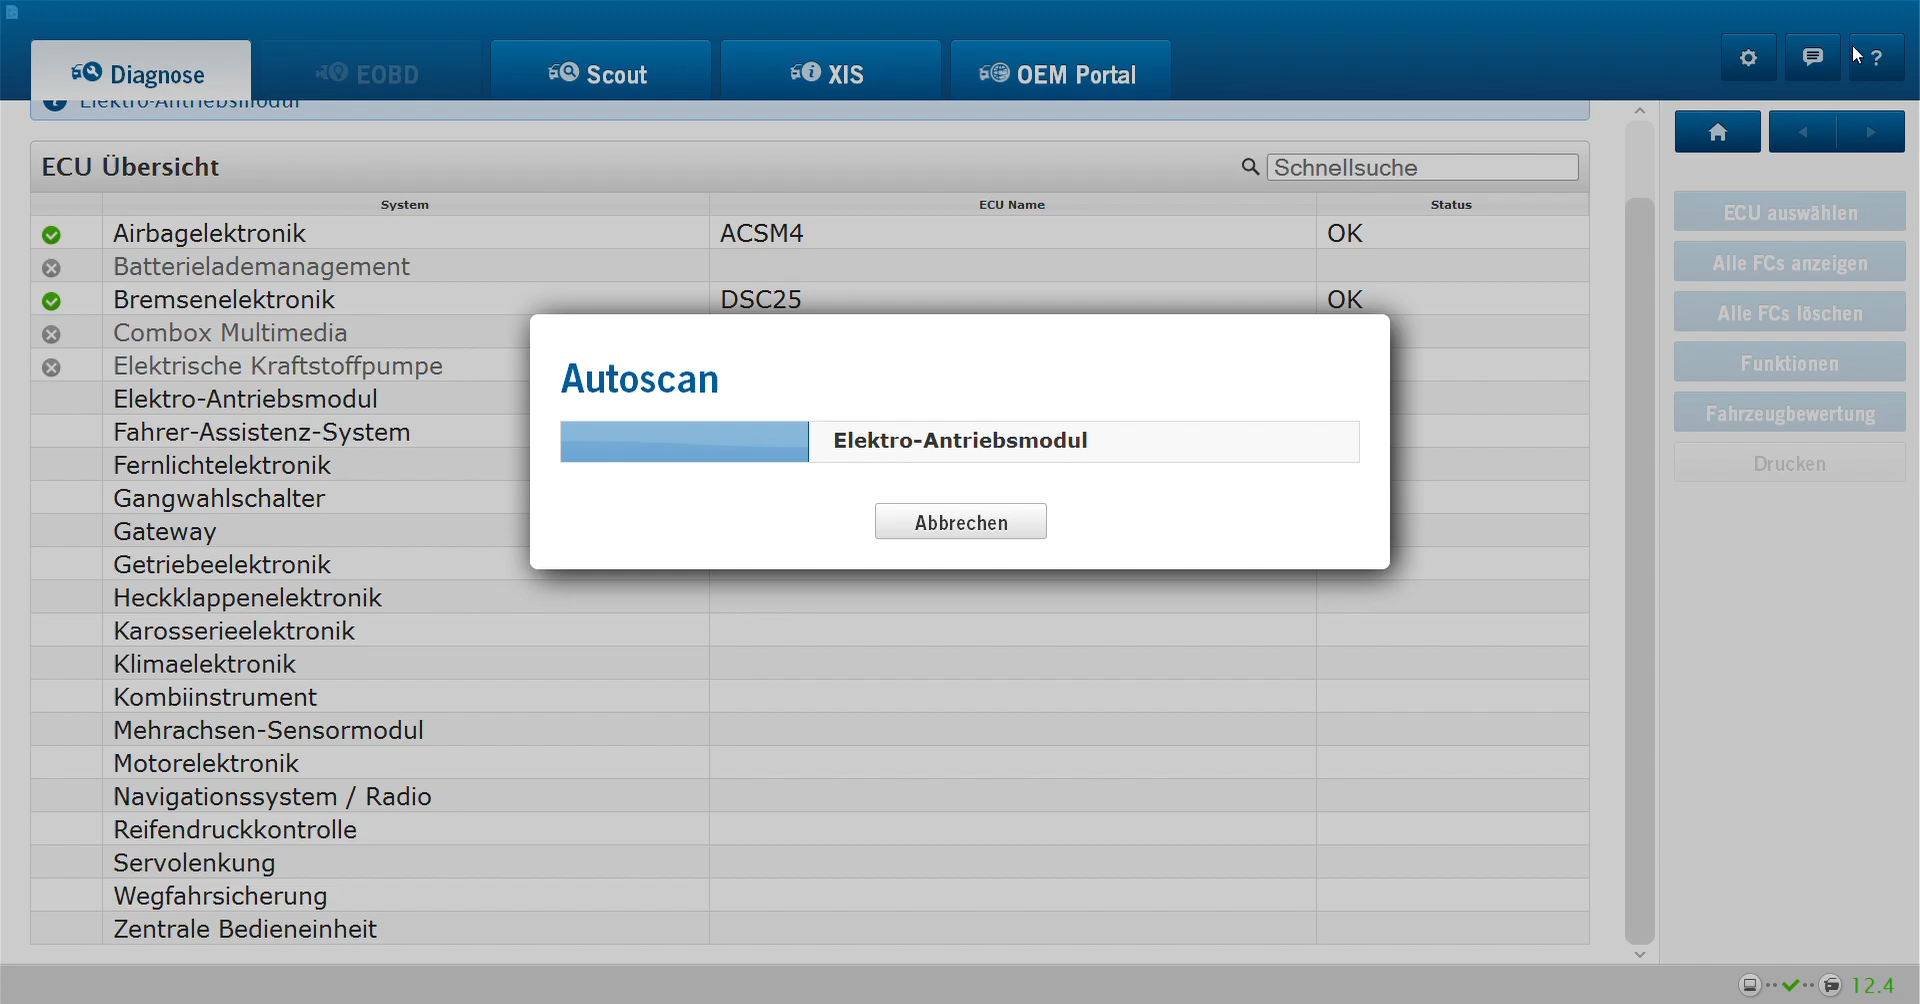 Diagnose
EOBD
Scout
XIS
OEM Portal
?
Elektro-Antriebsmodul
ECU Übersicht
Schnellsuche
System ECU Name Status
Airbagelektronik ACSM4 OK
Batterielademanagement
Bremsenelektronik DSC25 OK
Combox Multimedia
Elektrische Kraftstoffpumpe
Elektro-Antriebsmodul
Fahrer-Assistenz-System
Fernlichtelektronik
Gangwahlschalter
Gateway
Getriebeelektronik
Heckklappenelektronik
Karosserieelektronik
Klimaelektronik
Kombiinstrument
Mehrachsen-Sensormodul
Motorelektronik
Navigationssystem / Radio
Reifendruckkontrolle
Servolenkung
Wegfahrsicherung
Zentrale Bedieneinheit
Autoscan
Elektro-Antriebsmodul
Abbrechen
ECU auswählen
Alle FCs anzeigen
Alle FCs löschen
Funktionen
Fahrzeugbewertung
Drucken
12.4